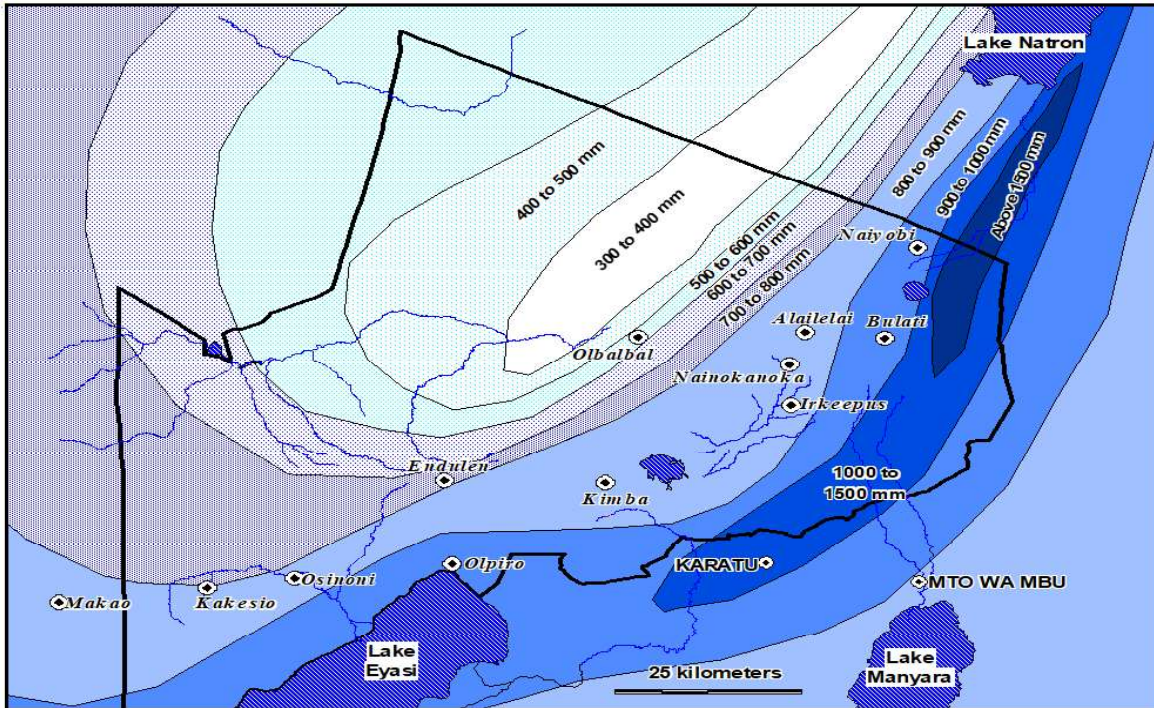 Lake Natron
800 to 900 mm
900 to 1000 mm
Above 1500 mm
400 to 500 mm
300 to 400 mm
500 to 600 mm
600 to 700 mm
700 to 800 mm
Naiyobi
Alailelai
Bulati
Olbalbal
Nainokanoka
Irkeepus
Endulen
Kimba
1000 to
1500 mm
Olpiro
KARATU
Osinoni
MTO WA MBU
Makao
Kakesio
Lake
Eyasi
25 kilometers
Lake
Manyara